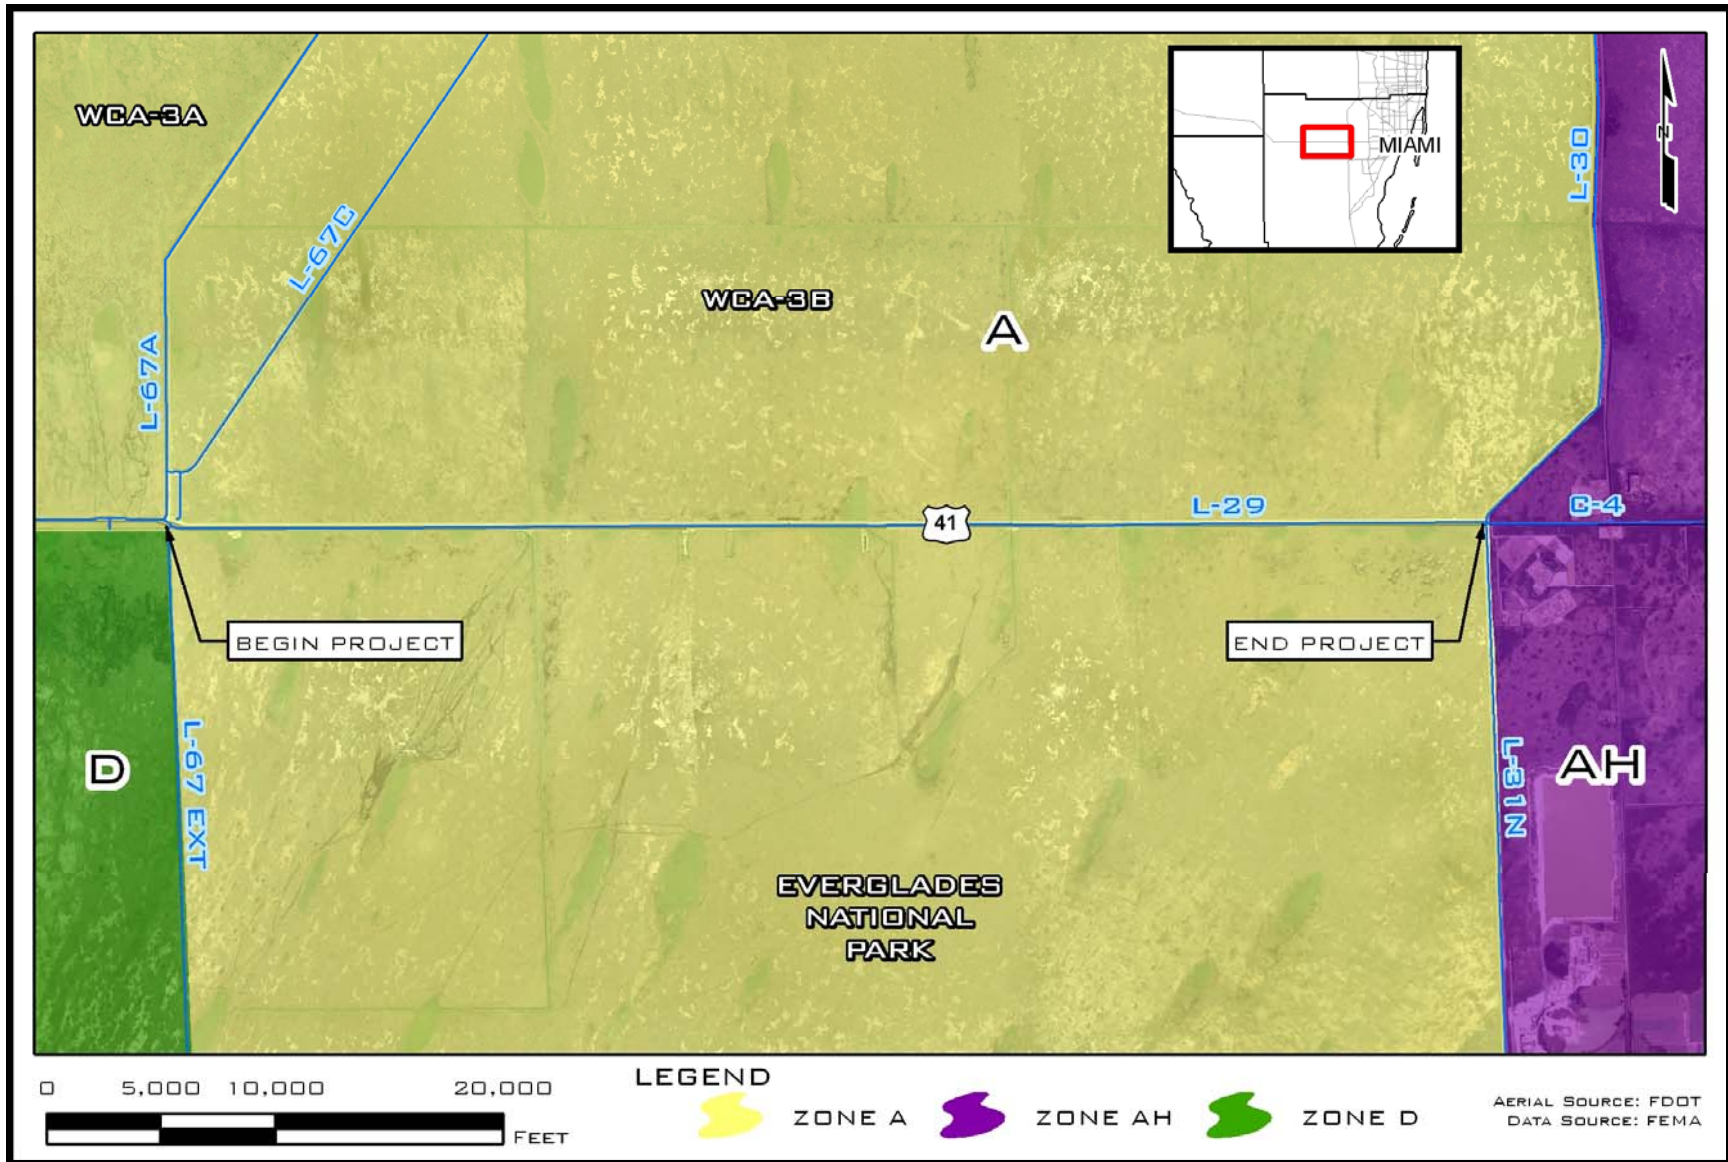 WCA-3A
MIAMI
N
L-30
L-67C
WCA-3B
A
L-67A
L-29
C-4
41
BEGIN PROJECT
END PROJECT
D
L-67 EXT
L-31N
AH
EVERGLADES
NATIONAL
PARK
0 5,000 10,000 20,000
FEET
LEGEND
ZONE A ZONE AH ZONE D
AERIAL SOURCE: FDOT
DATA SOURCE: FEMA